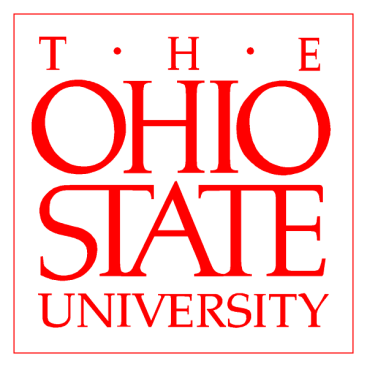 T · H · E
OHIO
STATE
UNIVERSITY